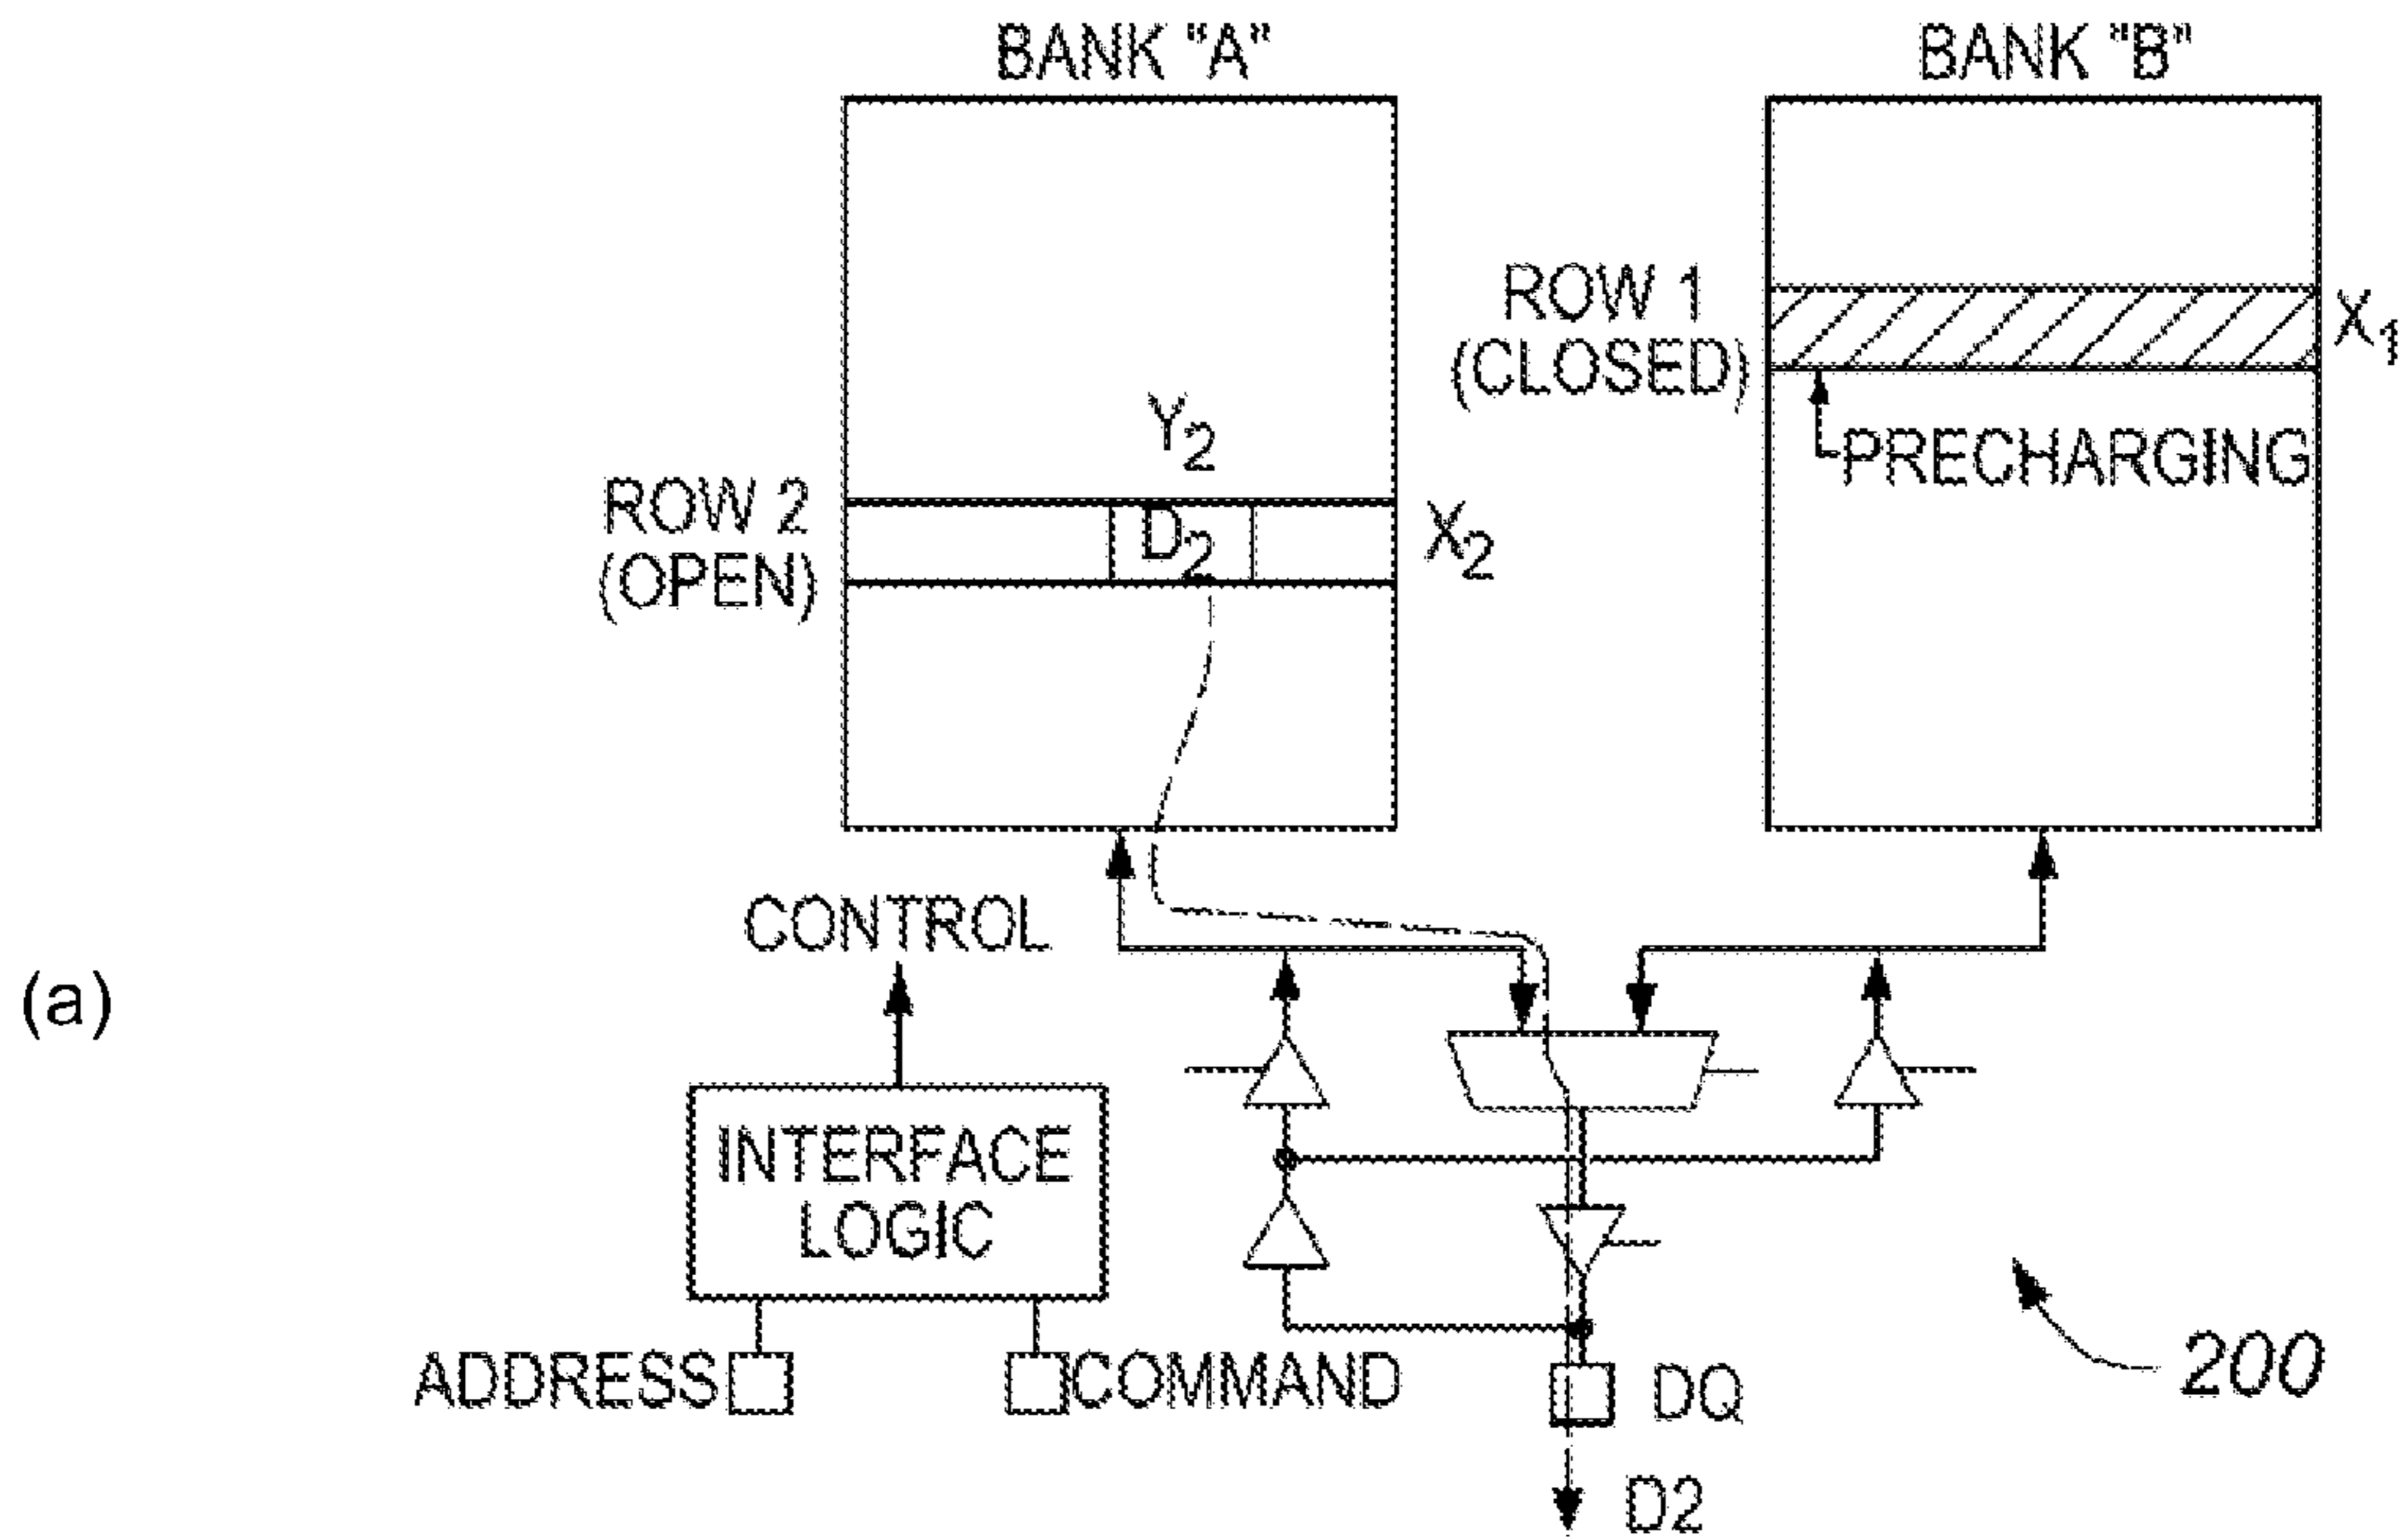 BANK "A"
BANK "B"
ROW 1
(CLOSED)
X1
PRECHARGING
Y2
ROW 2
(OPEN)
D2
X2
CONTROL
(a)
INTERFACE
LOGIC
ADDRESS
COMMAND
DQ
200
D2